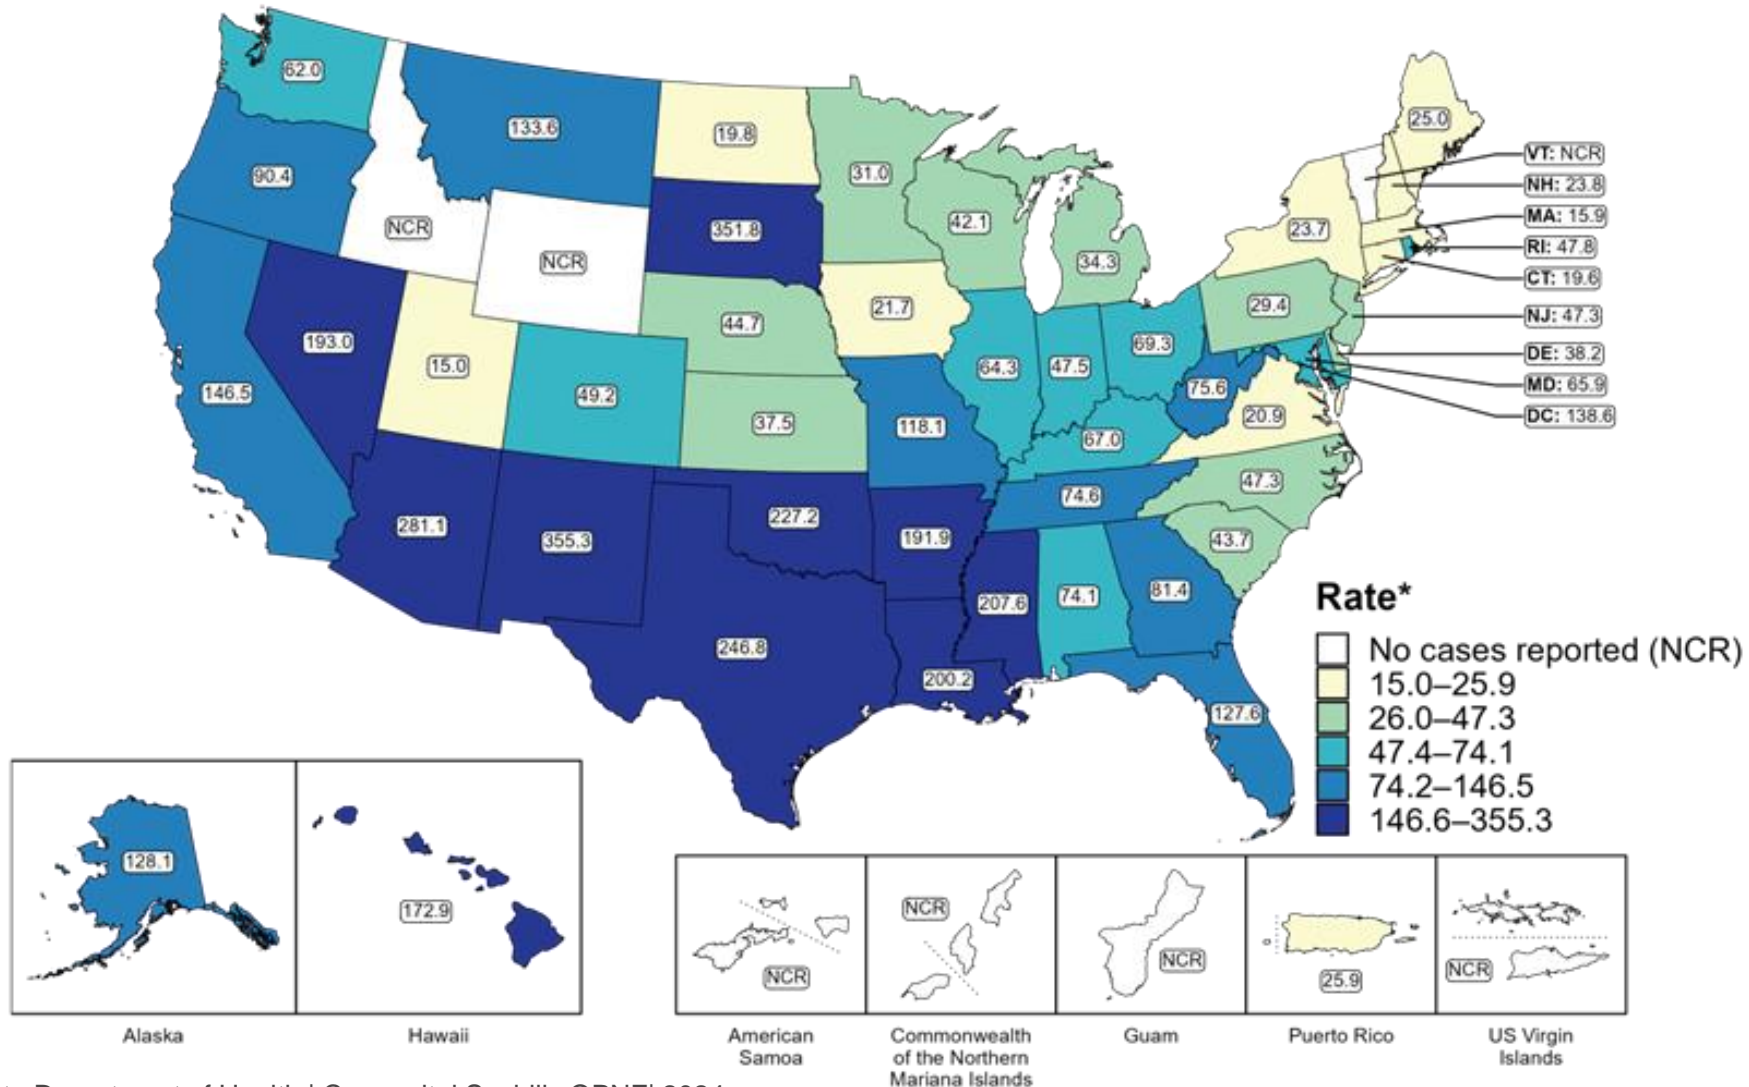 62.0
133.6
19.8
31.0
25.0
90.4
NCR
NCR
351.8
42.1
34.3
23.7
VT: NCR
NH: 23.8
MA: 15.9
RI: 47.8
CT: 19.6
NJ: 47.3
DE: 38.2
MD: 65.9
DC: 138.6
146.5
193.0
15.0
49.2
44.7
21.7
29.4
37.5
118.1
64.3
47.5
69.3
75.6
20.9
67.0
47.3
74.6
43.7
281.1
355.3
227.2
191.9
246.8
200.2
207.6
74.1
81.4
127.6
Rate*
No cases reported (NCR)
15.0–25.9
26.0–47.3
47.4–74.1
74.2–146.5
146.6–355.3
128.1
Alaska
172.9
Hawaii
NCR
American
Samoa
NCR
Commonwealth
of the Northern
Mariana Islands
NCR
Guam
25.9
Puerto Rico
NCR
US Virgin
Islands